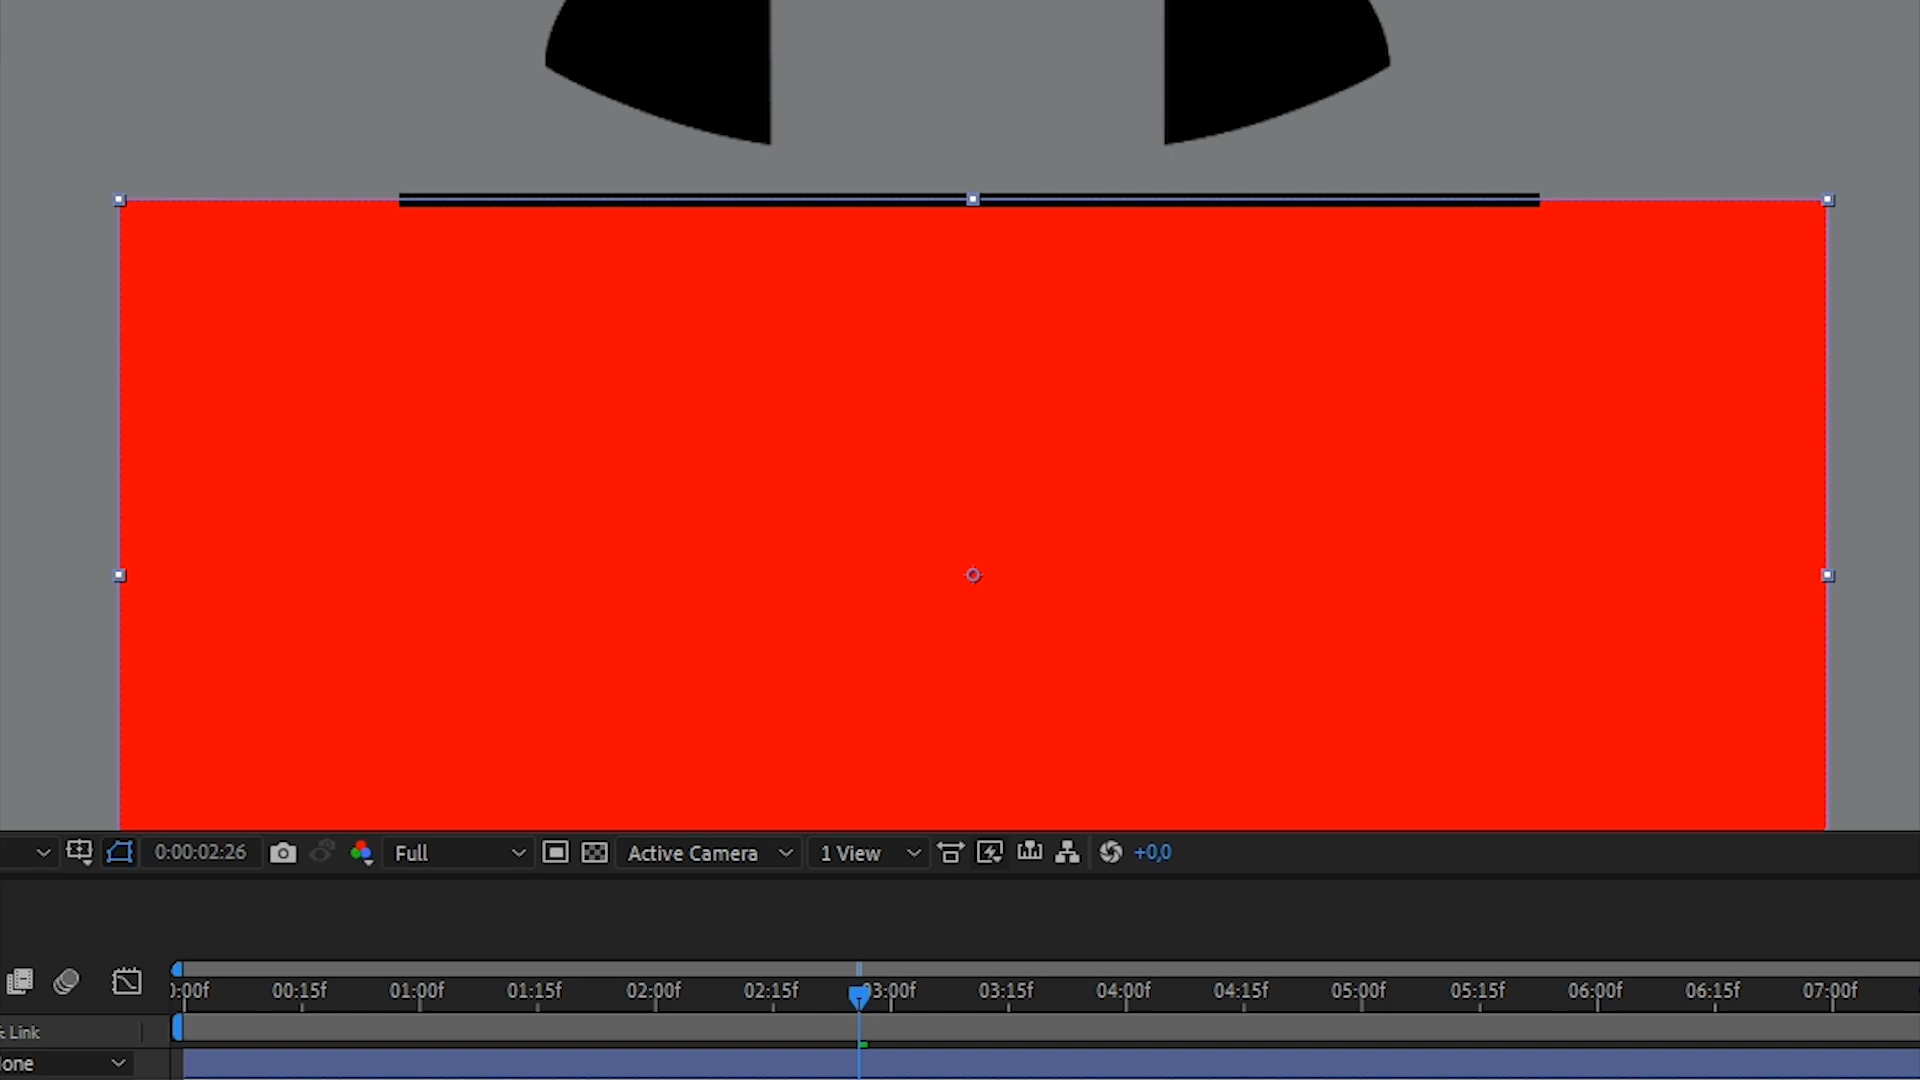 0:00:02:26 Full Active Camera 1 View +0,0
):00f 00:15f 01:00f 01:15f 02:00f 02:15f 03:00f 03:15f 04:00f 04:15f 05:00f 05:15f 06:00f 06:15f 07:00f
Link
one